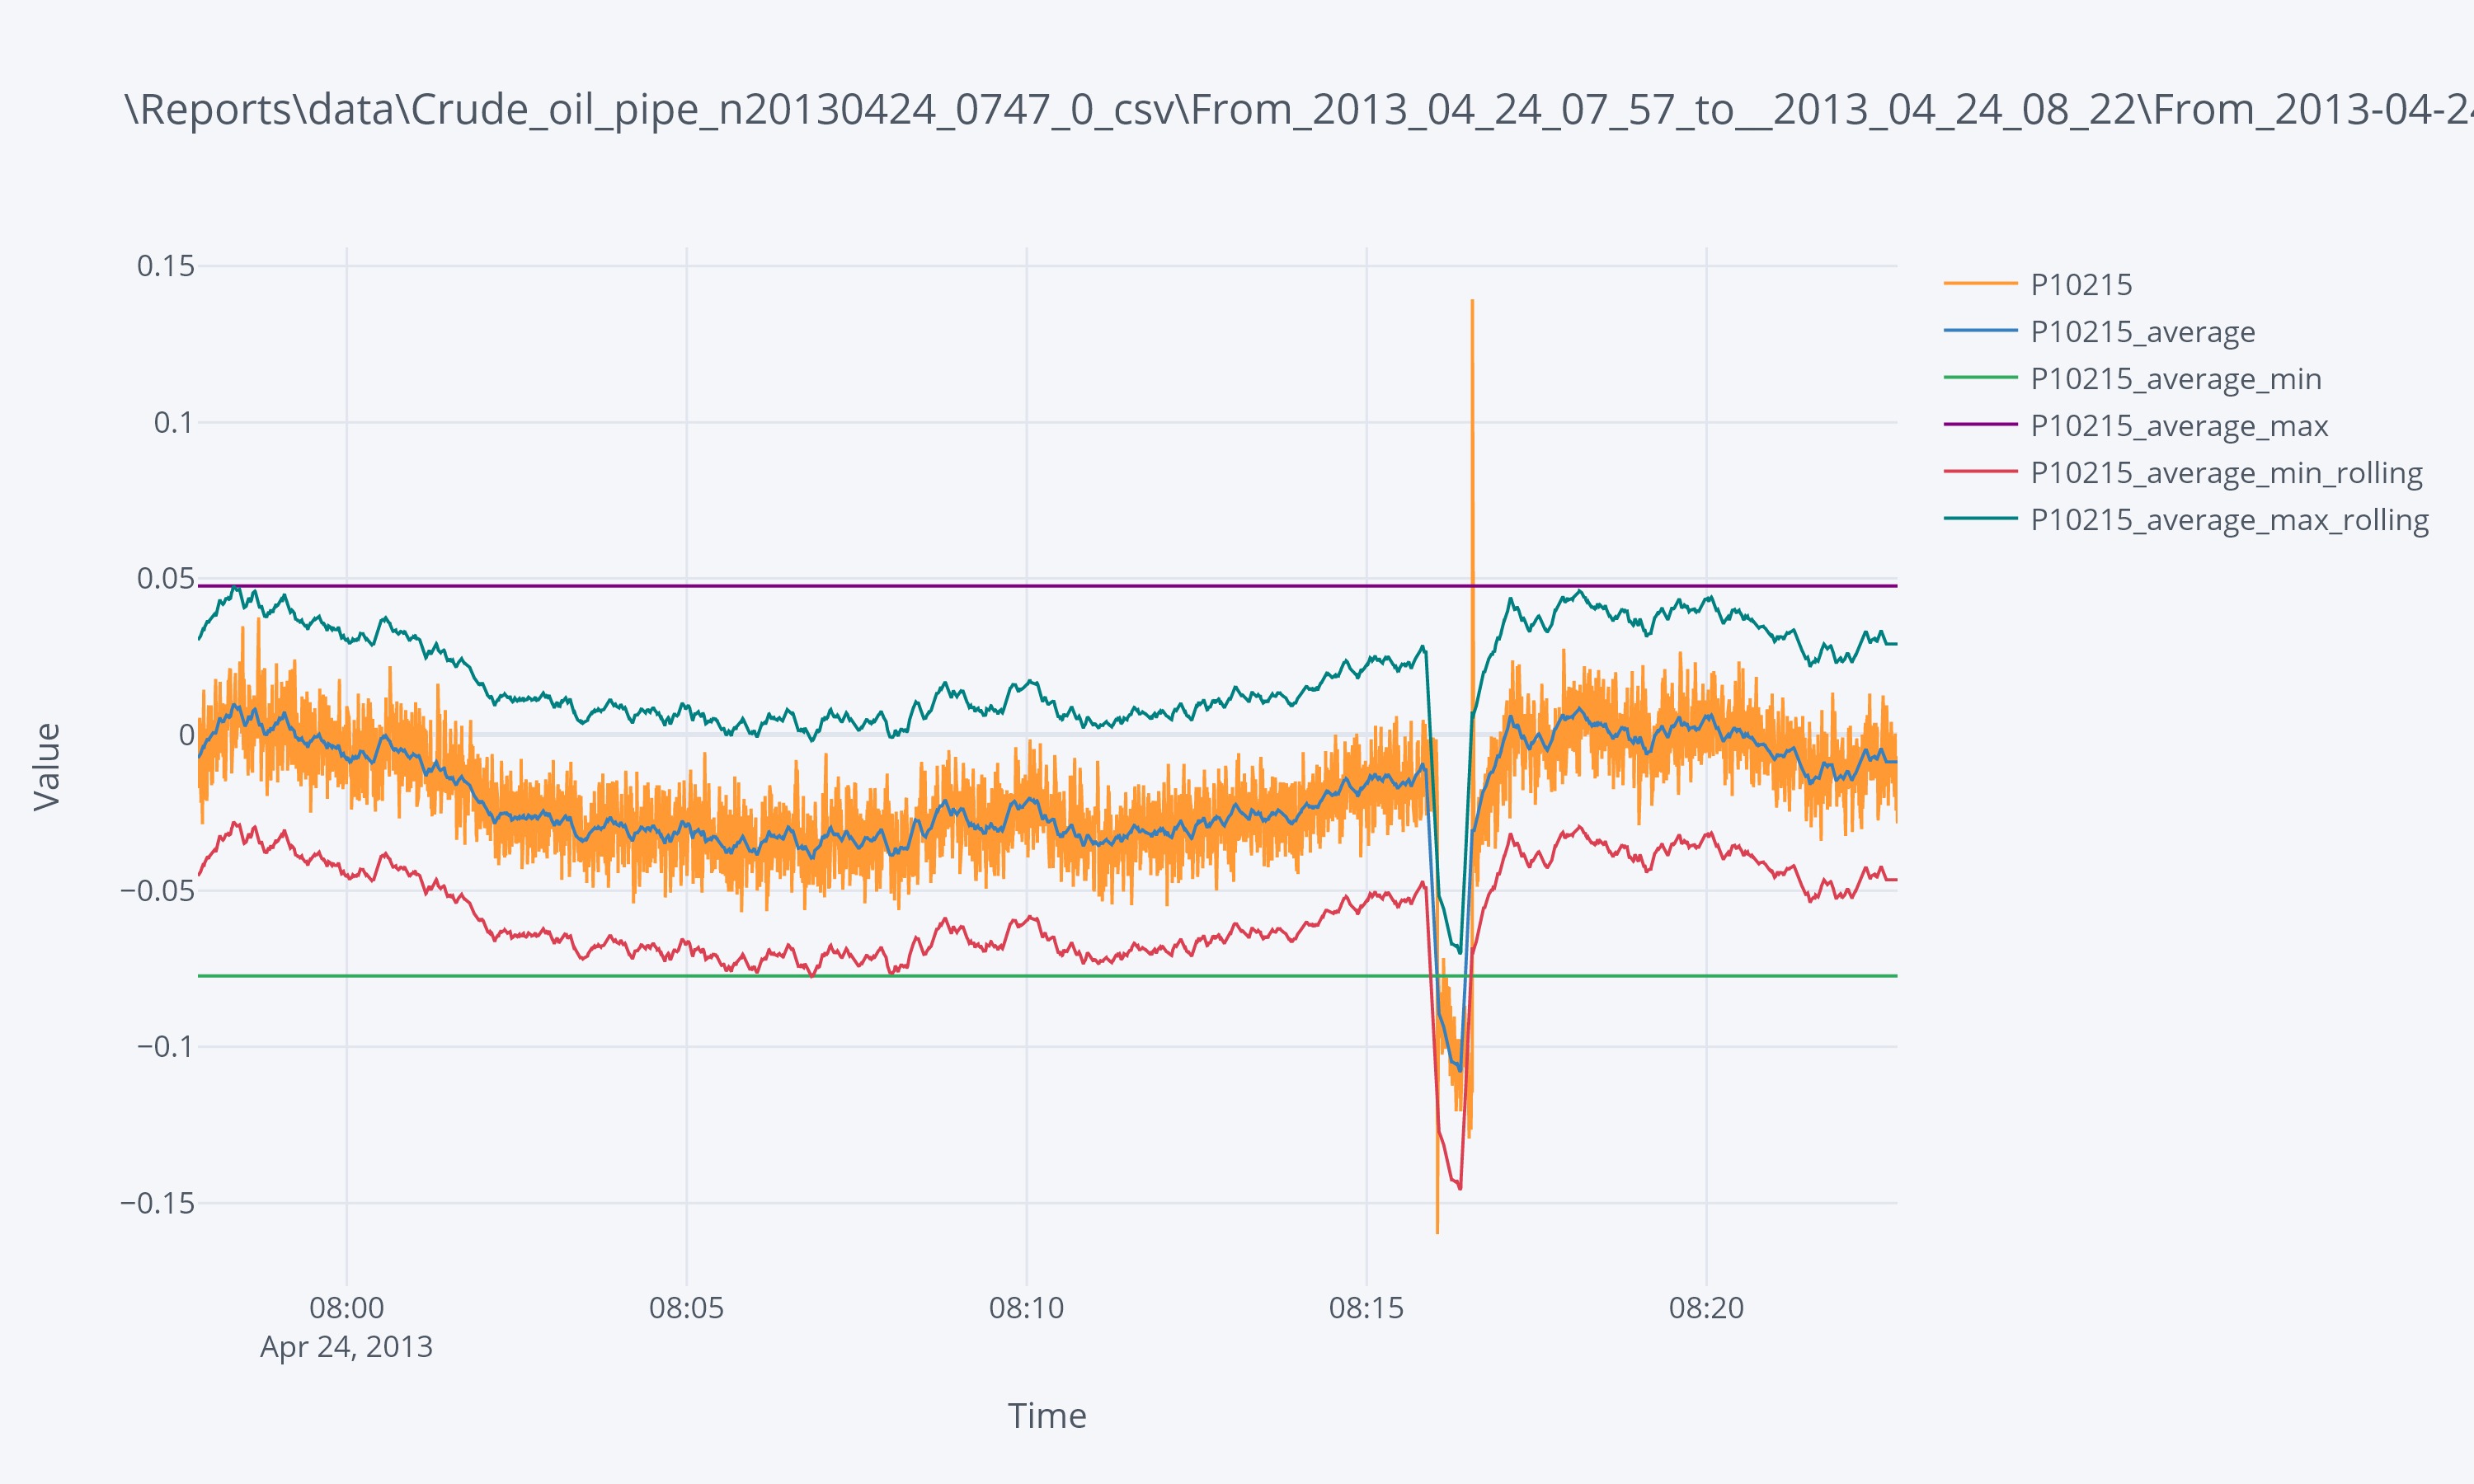 \Reports\data\Crude_oil_pipe_n20130424_0747_0_csv\From_2013_04_24_07_57_to__2013_04_24_08_22\From_2013-04-24
0.15
0.1
0.05
0
−0.05
−0.1
−0.15
Value
08:00
Apr 24, 2013
08:05
08:10
08:15
08:20
Time
P10215
P10215_average
P10215_average_min
P10215_average_max
P10215_average_min_rolling
P10215_average_max_rolling